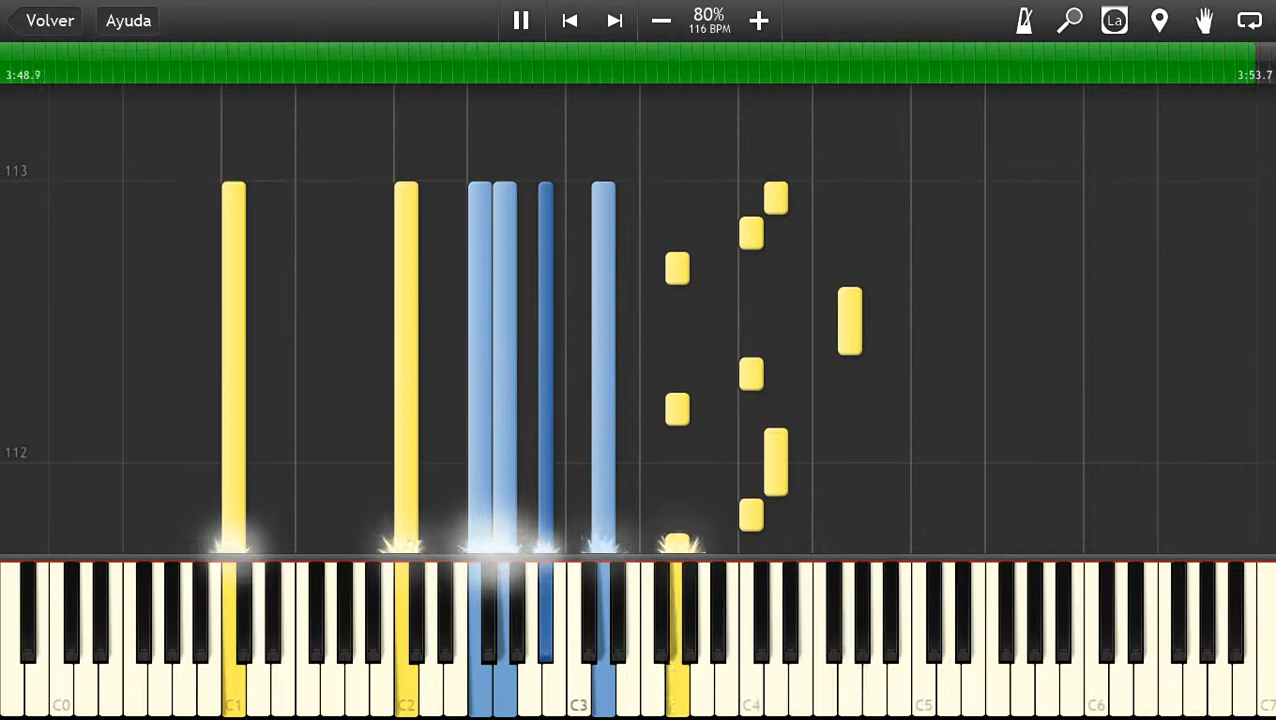 Volver
Ayuda
80%
116 BPM
La
3:48.9
3:53.7
113
112
C0
C1
C2
C3
C4
C5
C6
C7